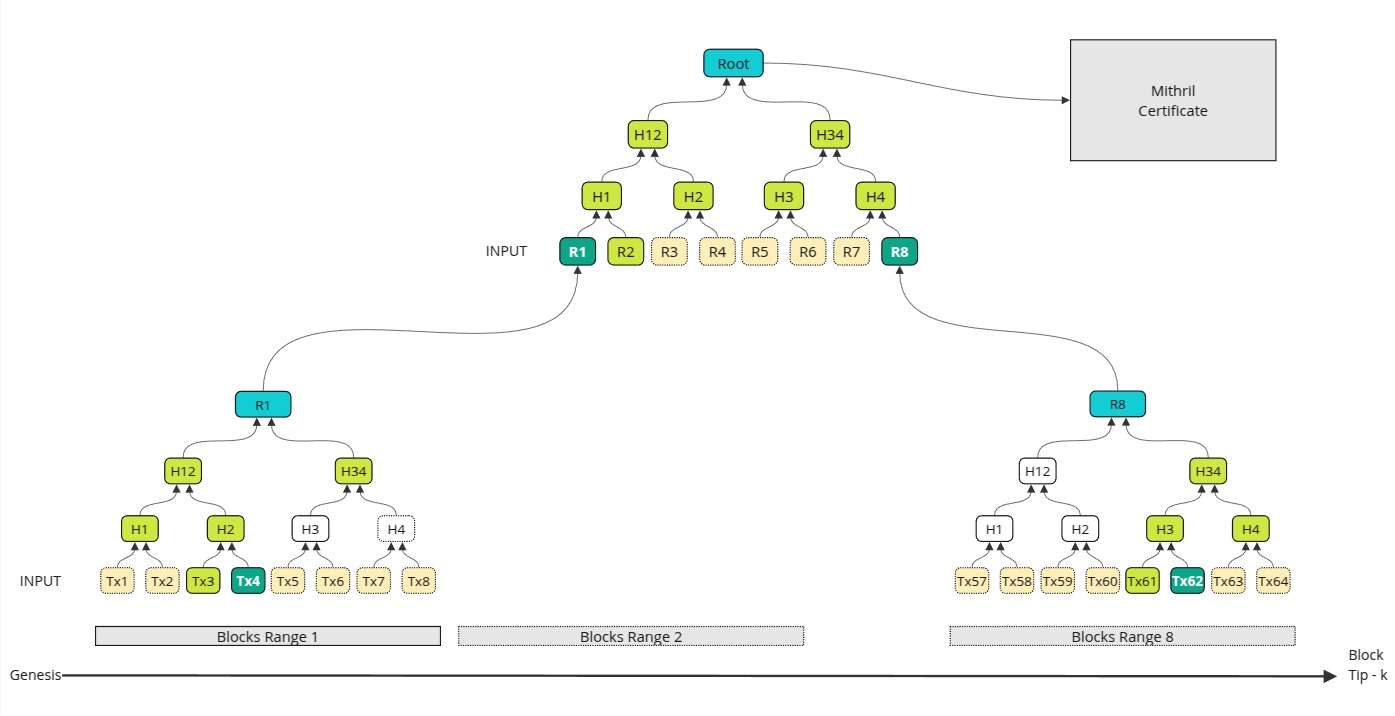 Root
Mithril
Certificate
H12 H34
H1 H2 H3 H4
INPUT R1 R2 R3 R4 R5 R6 R7 R8
R1 R8
H12 H34 H12 H34
H1 H2 H3 H4 H1 H2 H3 H4
INPUT Tx1 Tx2 Tx3 Tx4 Tx5 Tx6 Tx7 Tx8 Tx57 Tx58 Tx59 Tx60 Tx61 Tx62 Tx63 Tx64
Blocks Range 1 Blocks Range 2 Blocks Range 8
Genesis
Block
Tip - k